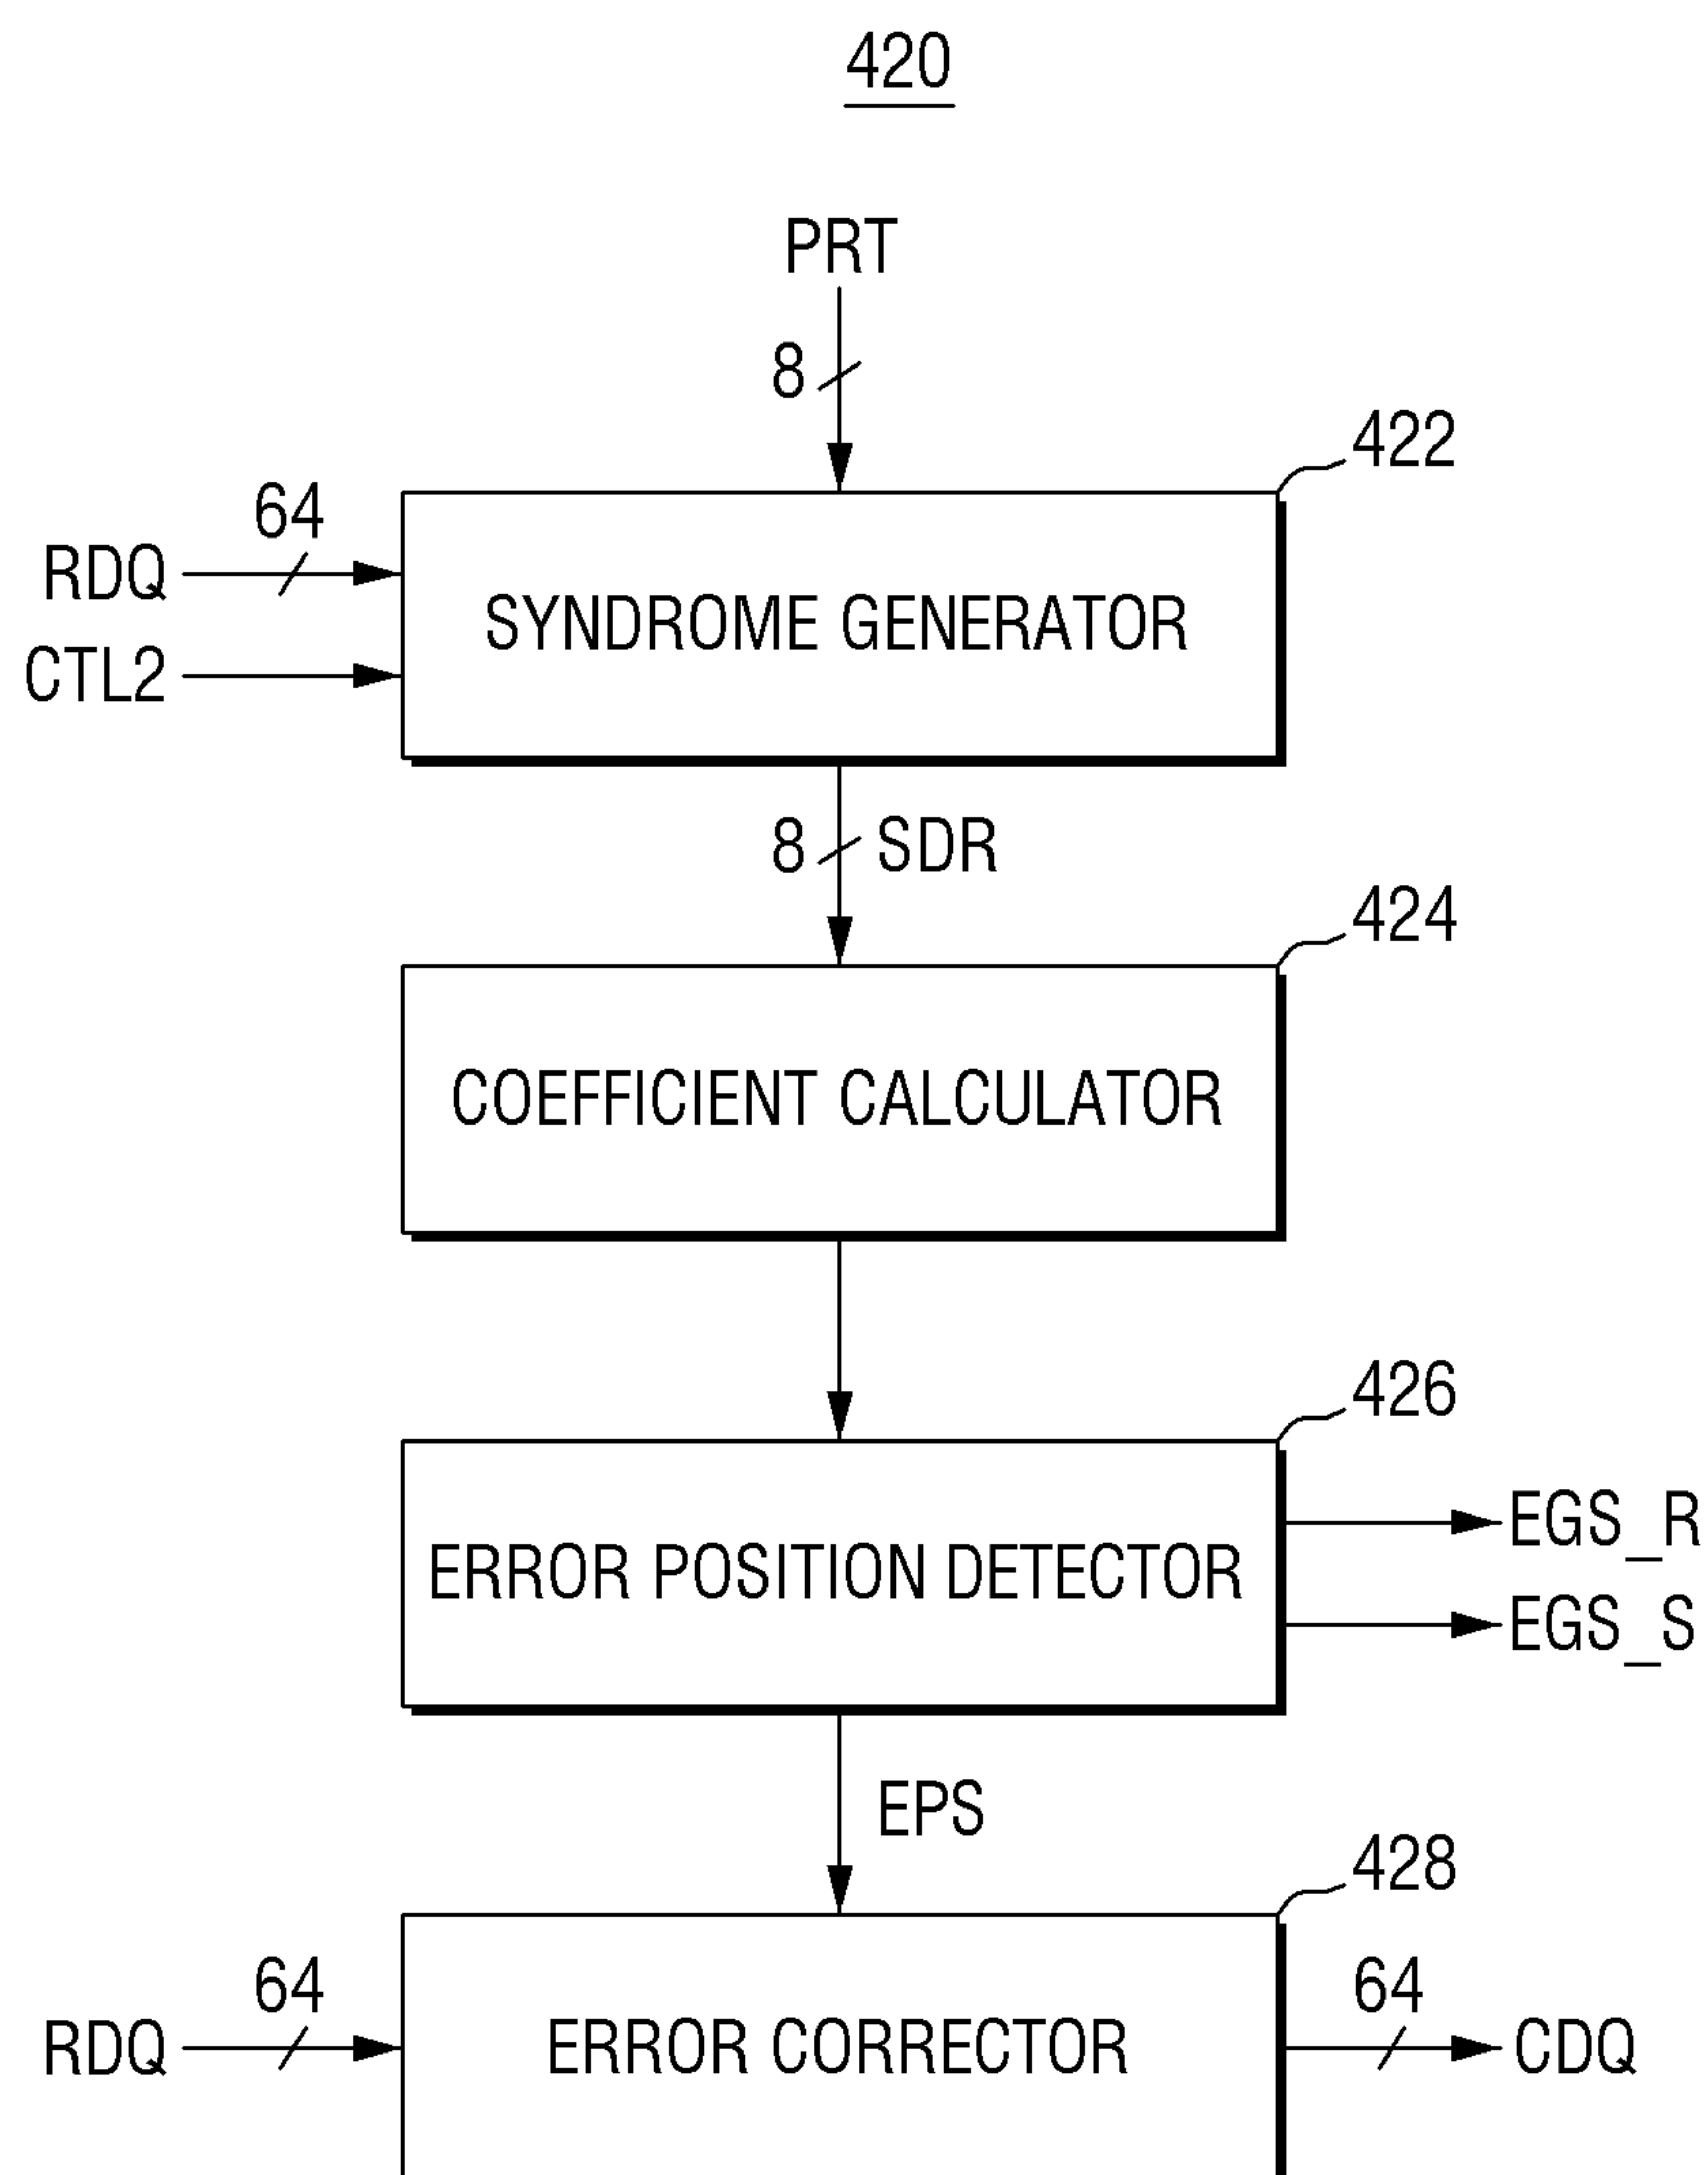 420
PRT
8
422
64
RDQ
SYNDROME GENERATOR
CTL2
8 SDR
424
COEFFICIENT CALCULATOR
426
EGS_R
ERROR POSITION DETECTOR
EGS_S
EPS
428
64
64
RDQ
ERROR CORRECTOR
CDQ